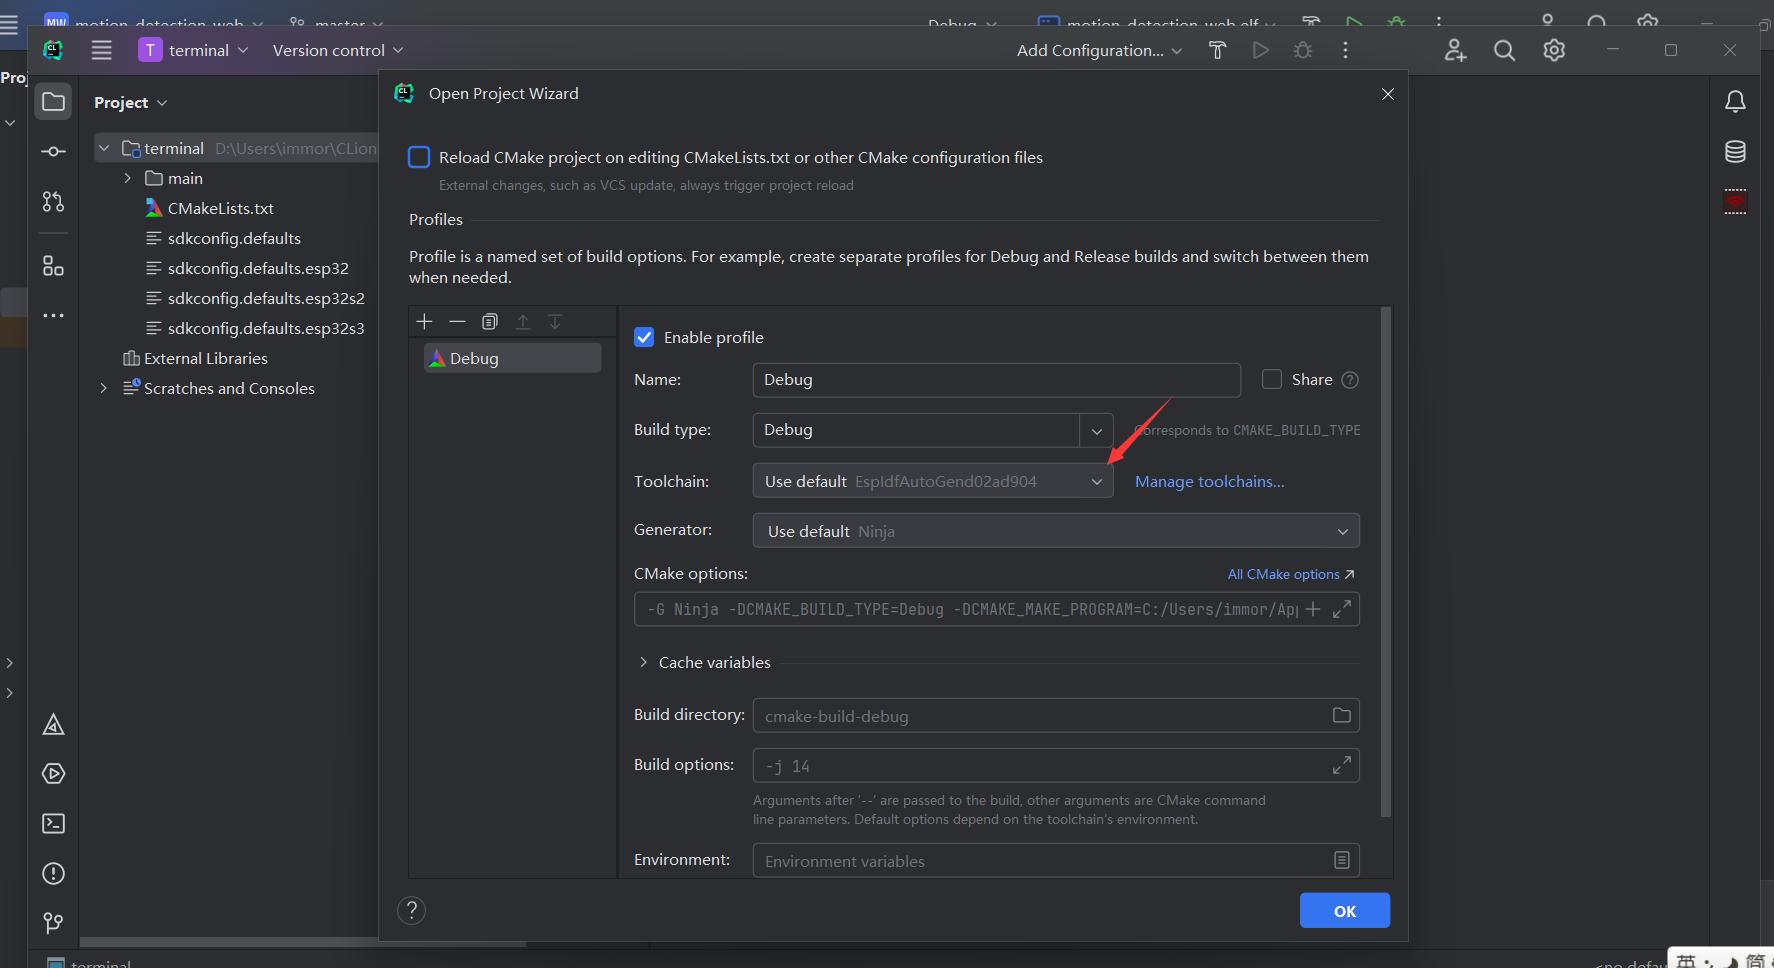 MW motion_detection_web master Debug motion_detection_web.elf
T terminal Version control Add Configuration...
Project
Open Project Wizard
terminal D:\Users\immor\CLion
main
CMakeLists.txt
sdkconfig.defaults
sdkconfig.defaults.esp32
sdkconfig.defaults.esp32s2
sdkconfig.defaults.esp32s3
External Libraries
Scratches and Consoles
Reload CMake project on editing CMakeLists.txt or other CMake configuration files
External changes, such as VCS update, always trigger project reload
Profiles
Profile is a named set of build options. For example, create separate profiles for Debug and Release builds and switch between them
when needed.
Debug
Enable profile
Name: Debug Share ?
Build type: Debug Corresponds to CMAKE_BUILD_TYPE
Toolchain: Use default EspIdfAutoGend02ad904 Manage toolchains...
Generator: Use default Ninja
CMake options: All CMake options
-G Ninja -DCMAKE_BUILD_TYPE=Debug -DCMAKE_MAKE_PROGRAM=C:/Users/immor/App
Cache variables
Build directory: cmake-build-debug
Build options: -j 14
Arguments after '--' are passed to the build, other arguments are CMake command
line parameters. Default options depend on the toolchain's environment.
Environment: Environment variables
? OK
terminal
<no defau
英 简